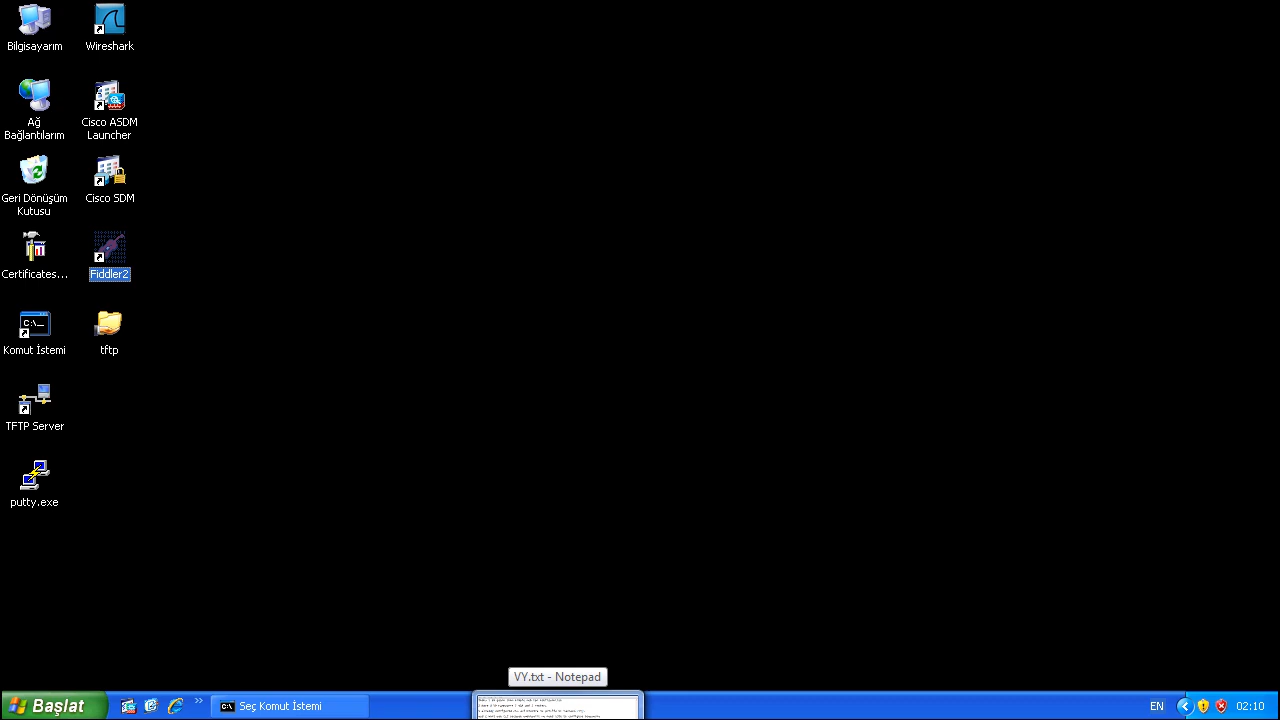 Bilgisayarım
Wireshark
Ağ
Bağlantılarım
Cisco ASDM
Launcher
Geri Dönüşüm
Kutusu
Cisco SDM
Certificates...
Fiddler2
Komut İstemi
tftp
TFTP Server
putty.exe
VY.txt - Notepad
Başlat
Seç Komut İstemi
EN
02:10